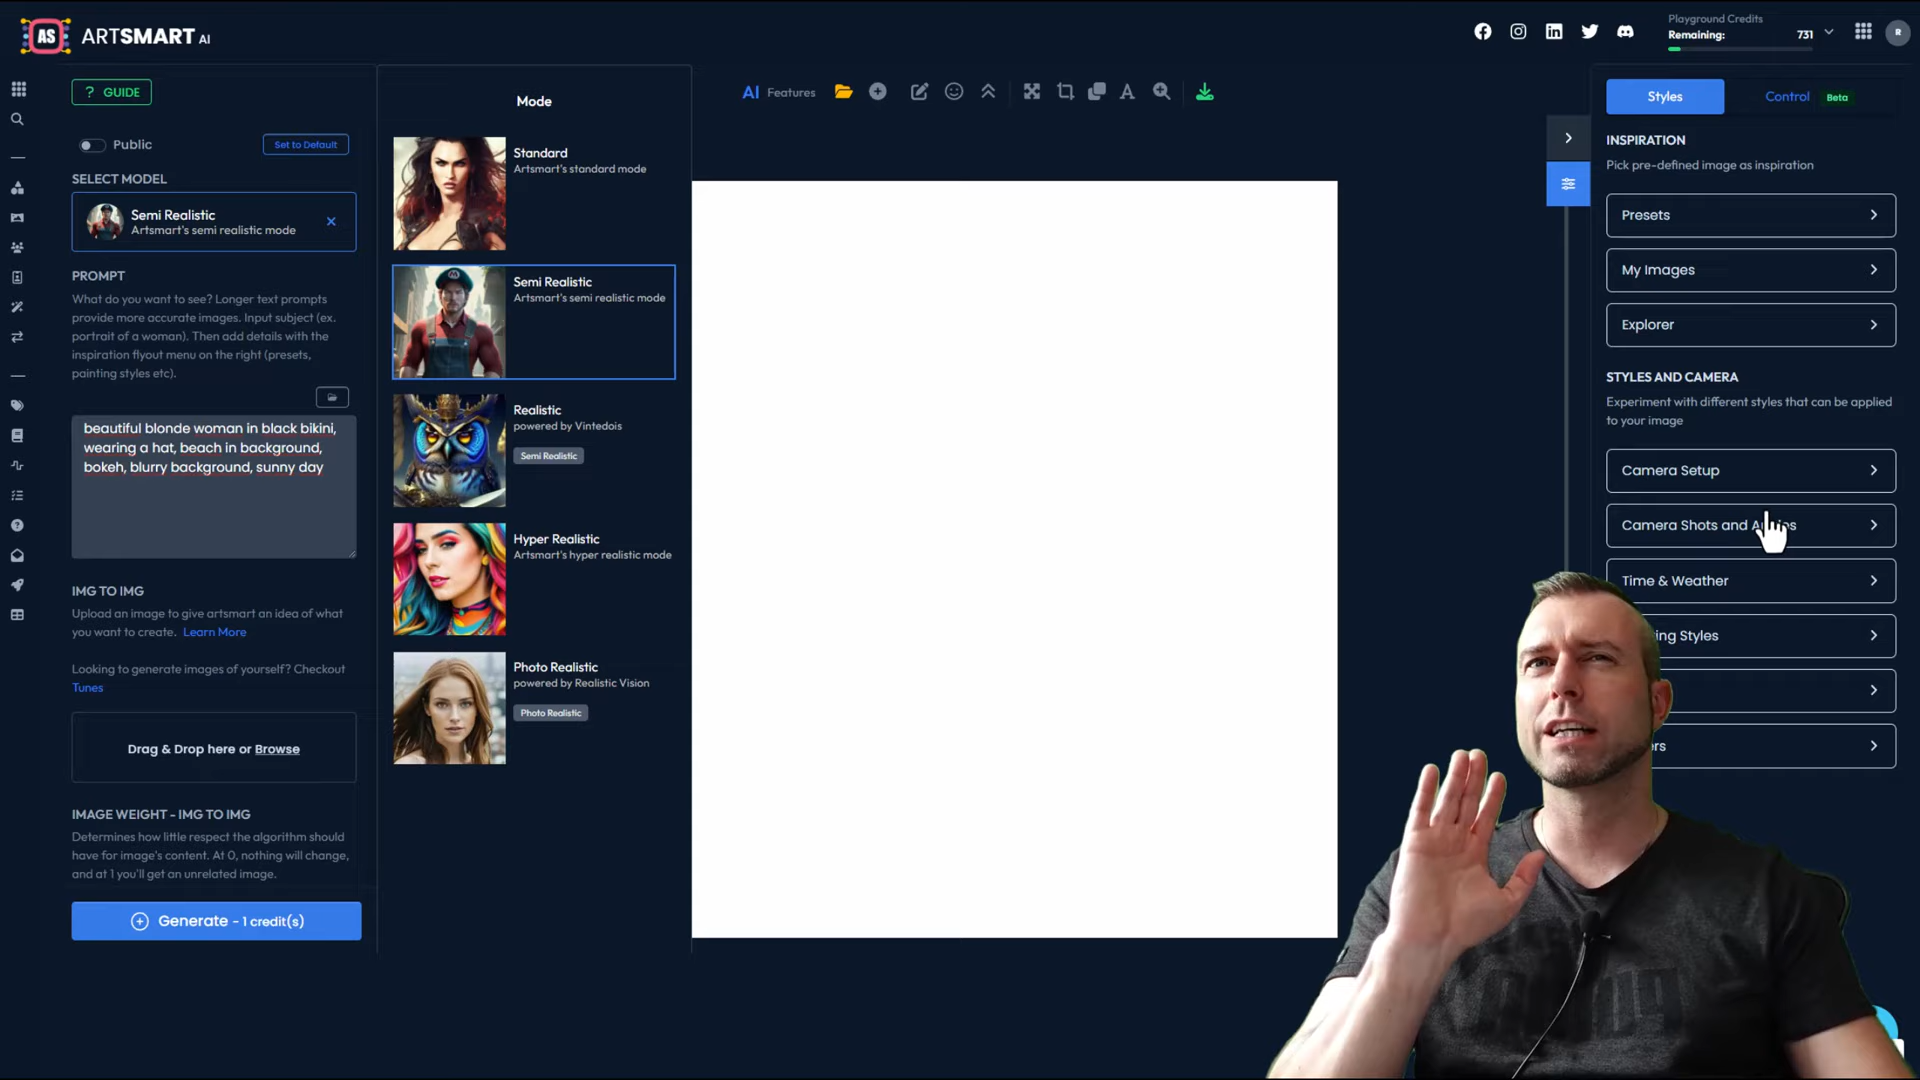 AS ARTSMART AI
Playground Credits
Remaining: 731
R
? GUIDE
Public
Set to Default
SELECT MODEL
Semi Realistic
Artsmart's semi realistic mode
PROMPT
What do you want to see? Longer text prompts
provide more accurate images. Input subject (ex.
portrait of a woman). Then add details with the
inspiration flyout menu on the right (presets,
painting styles etc).
beautiful blonde woman in black bikini,
wearing a hat, beach in background,
bokeh, blurry background, sunny day
IMG TO IMG
Upload an image to give artsmart an idea of what
you want to create. Learn More
Looking to generate images of yourself? Checkout
Tunes
Drag & Drop here or Browse
IMAGE WEIGHT - IMG TO IMG
Determines how little respect the algorithm should
have for image's content. At 0, nothing will change,
and at 1 you'll get an unrelated image.
Generate - 1 credit(s)
Mode
Standard
Artsmart's standard mode
Semi Realistic
Artsmart's semi realistic mode
Realistic
powered by Vintedois
Semi Realistic
Hyper Realistic
Artsmart's hyper realistic mode
Photo Realistic
powered by Realistic Vision
Photo Realistic
AI Features
Styles
Control Beta
INSPIRATION
Pick pre-defined image as inspiration
Presets
My Images
Explorer
STYLES AND CAMERA
Experiment with different styles that can be applied
to your image
Camera Setup
Camera Shots and
Time & Weather
Styles